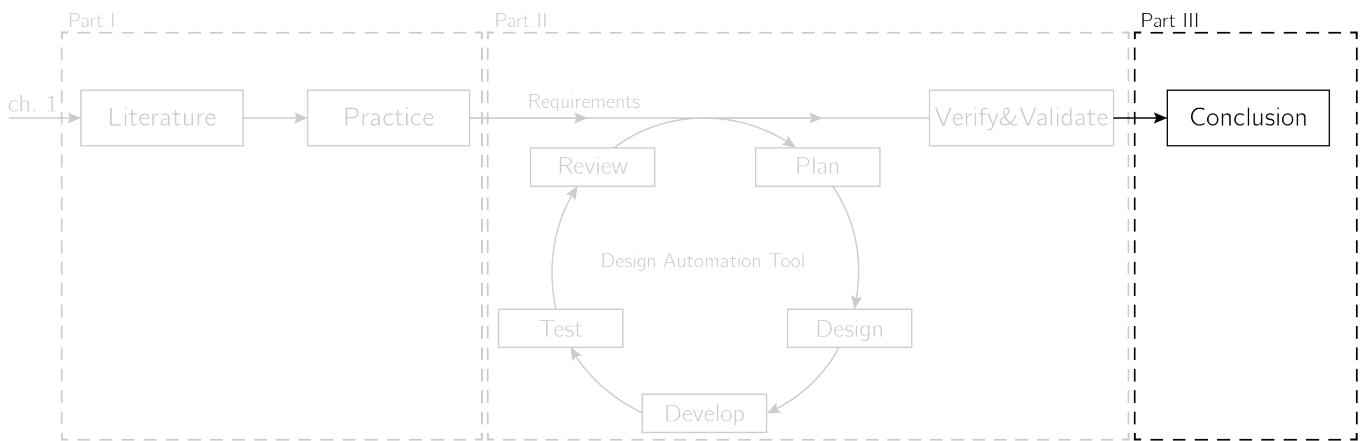 Part I
Part II
Part III
ch. 1
Literature
Practice
Requirements
Verify&Validate
Conclusion
Review
Plan
Design Automation Tool
Test
Design
Develop